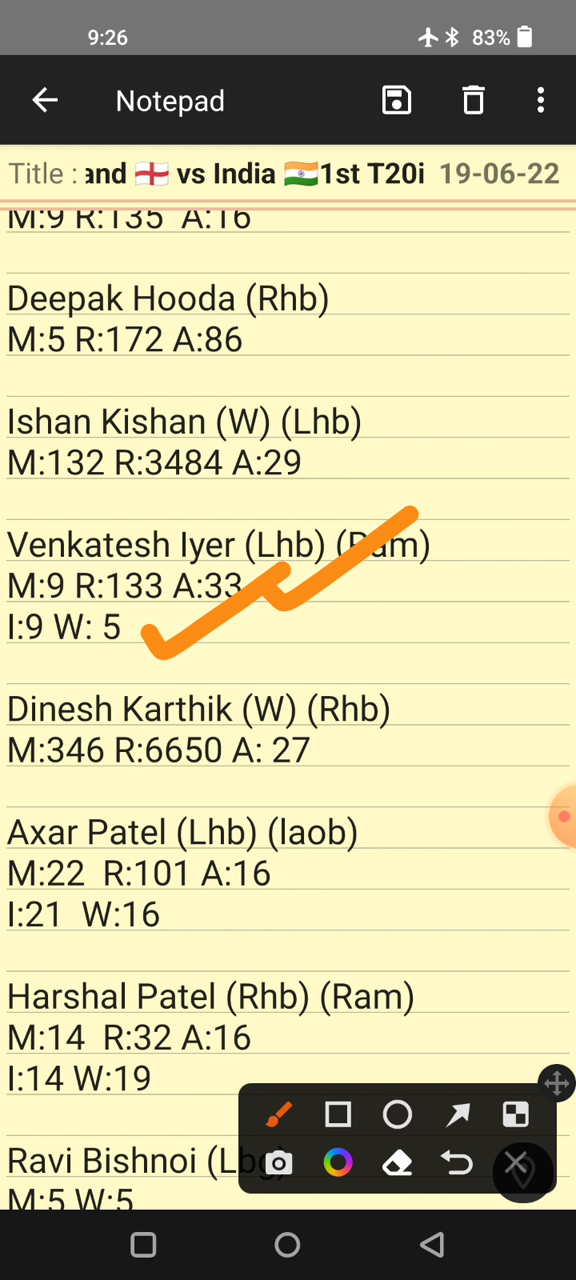 9:26 83%
Notepad
Title : and 🏴󠁧󠁢󠁥󠁮󠁧󠁿 vs India 🇮🇳1st T20i 19-06-22
M:9 R:135 A:16
Deepak Hooda (Rhb)
M:5 R:172 A:86
Ishan Kishan (W) (Lhb)
M:132 R:3484 A:29
Venkatesh Iyer (Lhb) (Ram)
M:9 R:133 A:33
I:9 W: 5
Dinesh Karthik (W) (Rhb)
M:346 R:6650 A: 27
Axar Patel (Lhb) (laob)
M:22 R:101 A:16
I:21 W:16
Harshal Patel (Rhb) (Ram)
M:14 R:32 A:16
I:14 W:19
Ravi Bishnoi (Lbg)
M:5 W:5